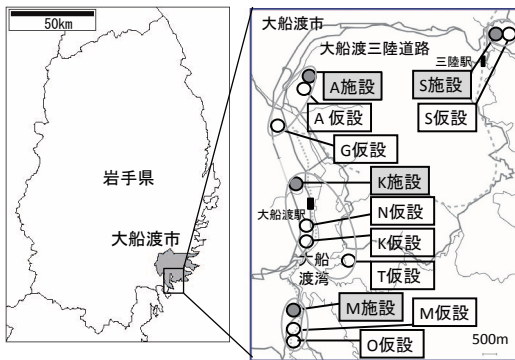 50km
岩手県
大船渡市
大船渡市
大船渡三陸道路
三陸駅
A施設
S施設
A仮設
S仮設
G仮設
K施設
大船渡駅
N仮設
K仮設
大船
渡湾
T仮設
M施設
M仮設
O仮設
500m